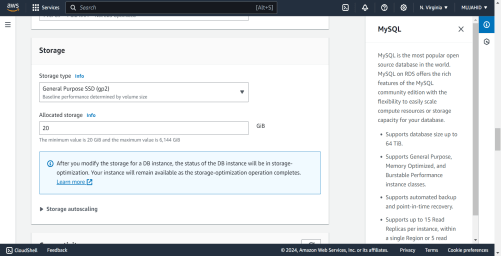 aws
Services
Search
[Alt+S]
N. Virginia
MUJAHID
Storage
Storage type Info
General Purpose SSD (gp2)
Baseline performance determined by volume size
Allocated storage Info
20
GiB
The minimum value is 20 GiB and the maximum value is 6,144 GiB
After you modify the storage for a DB instance, the status of the DB instance will be in storage-
optimization. Your instance will remain available as the storage-optimization operation completes.
Learn more
Storage autoscaling
MySQL
MySQL is the most popular open
source database in the world.
MySQL on RDS offers the rich
features of the MySQL
community edition with the
flexibility to easily scale
compute resources or storage
capacity for your database.
• Supports database size up to
64 TiB.
• Supports General Purpose,
Memory Optimized, and
Burstable Performance
instance classes.
• Supports automated backup
and point-in-time recovery.
• Supports up to 15 Read
Replicas per instance, within
a single Region or 5 read
CloudShell
Feedback
© 2024, Amazon Web Services, Inc. or its affiliates.
Privacy
Terms
Cookie preferences